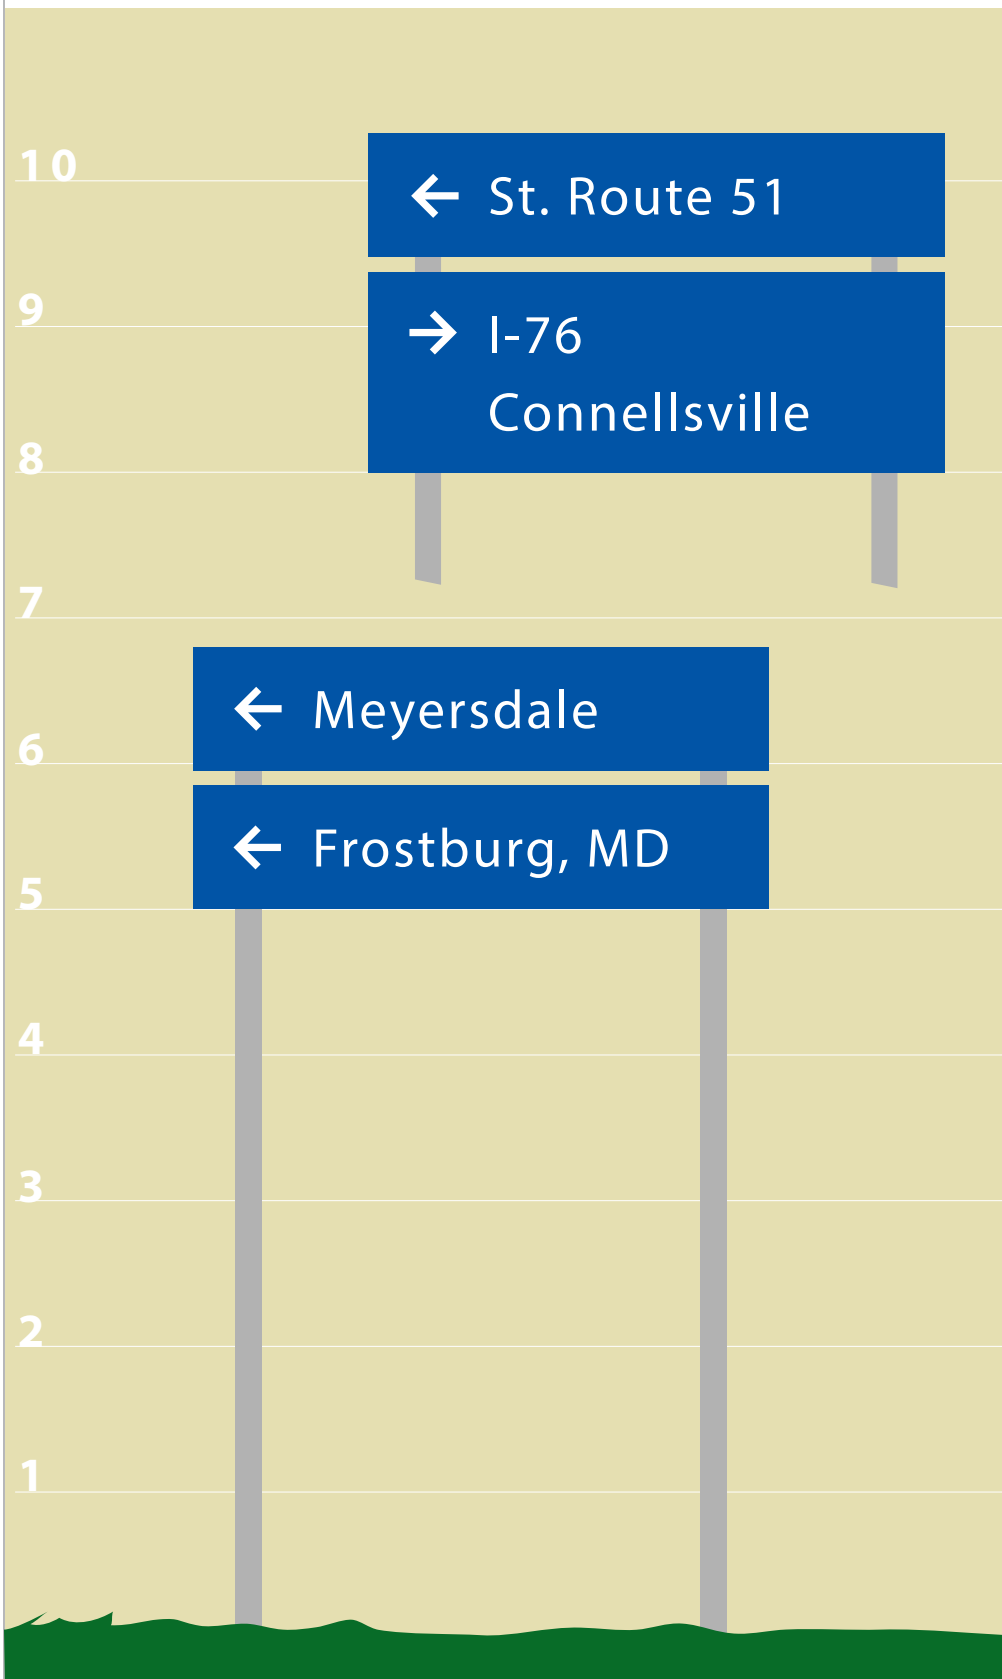 10
← St. Route 51
9
→ I-76
Connellsville
8
7
← Meyersdale
6
← Frostburg, MD
5
4
3
2
1